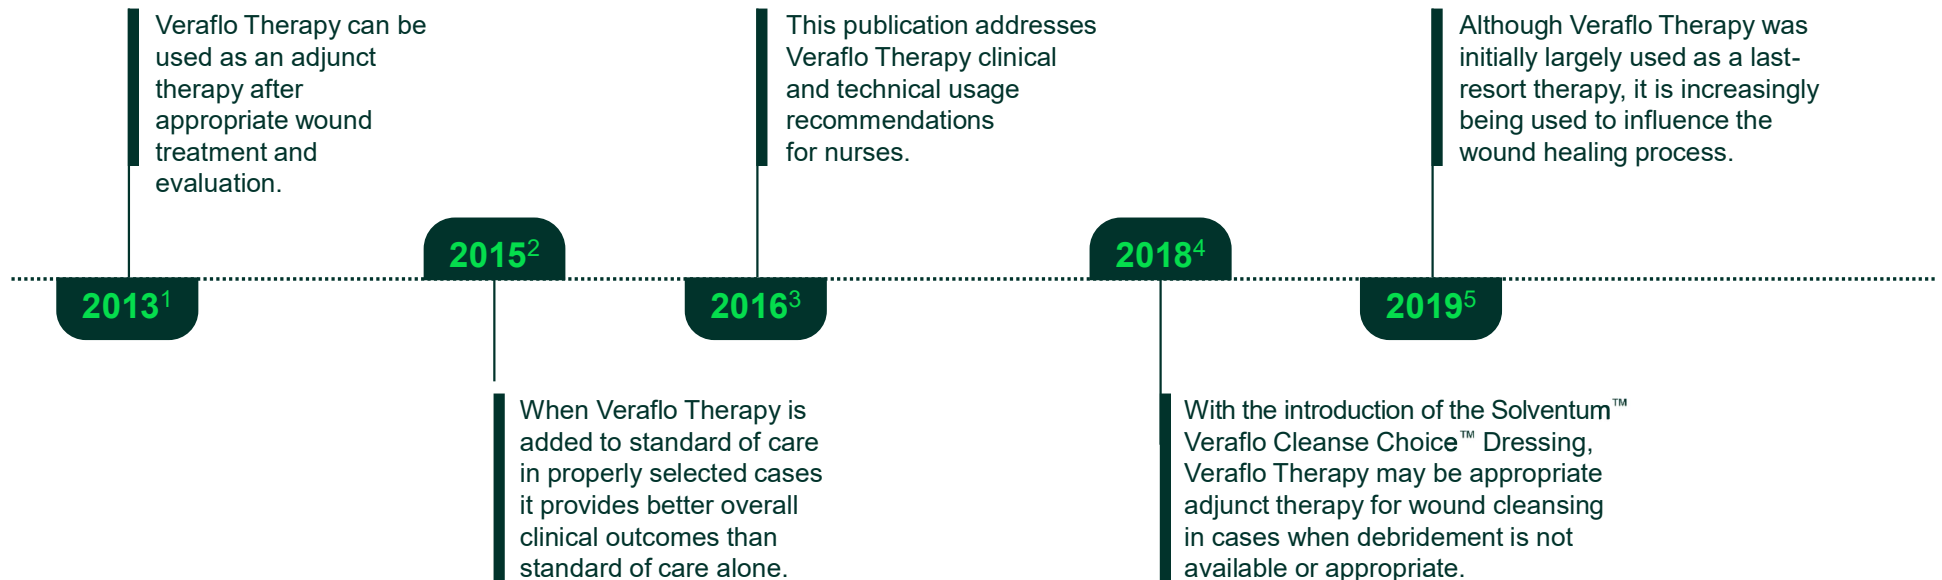 Veraflo Therapy can be
used as an adjunct
therapy after
appropriate wound
treatment and
evaluation.
2013¹
2015²
When Veraflo Therapy is
added to standard of care
in properly selected cases
it provides better overall
clinical outcomes than
standard of care alone.
This publication addresses
Veraflo Therapy clinical
and technical usage
recommendations
for nurses.
2016³
2018⁴
With the introduction of the Solventum™
Veraflo Cleanse Choice™ Dressing,
Veraflo Therapy may be appropriate
adjunct therapy for wound cleansing
in cases when debridement is not
available or appropriate.
Although Veraflo Therapy was
initially largely used as a last-
resort therapy, it is increasingly
being used to influence the
wound healing process.
2019⁵